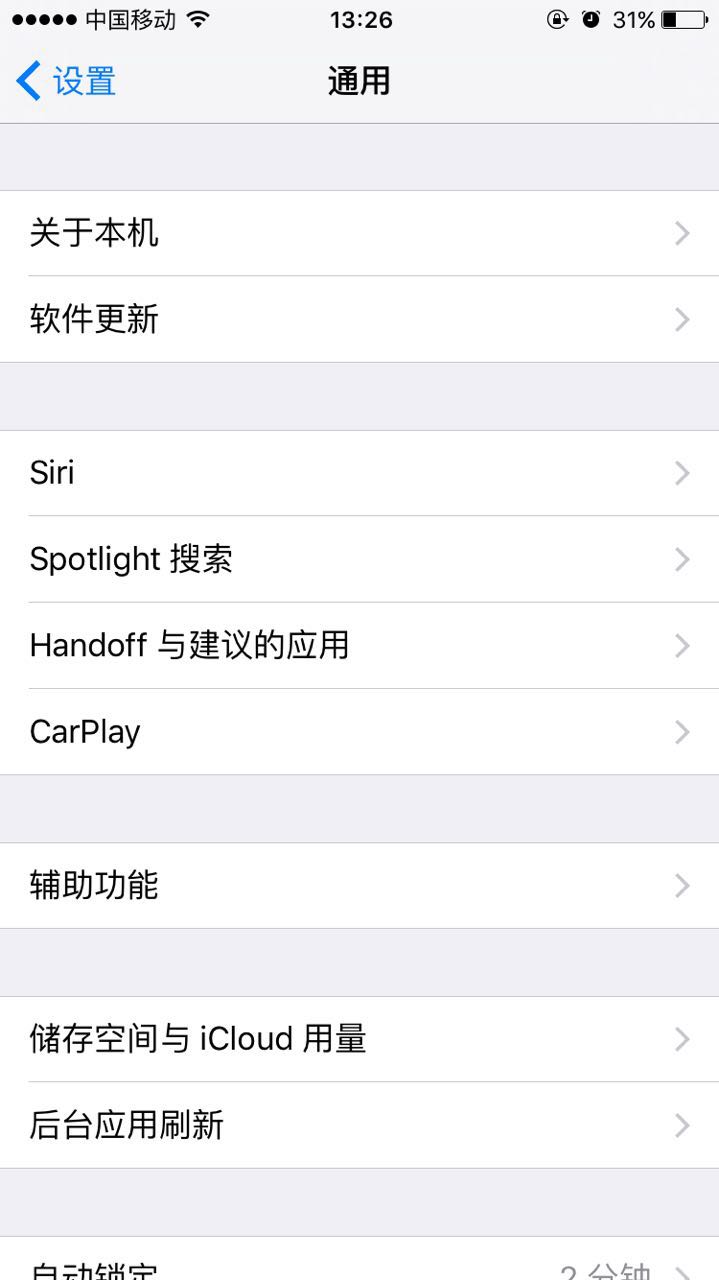 中国移动 13:26 31%
设置 通用
关于本机
软件更新
Siri
Spotlight 搜索
Handoff 与建议的应用
CarPlay
辅助功能
储存空间与 iCloud 用量
后台应用刷新
自动锁定 2 分钟